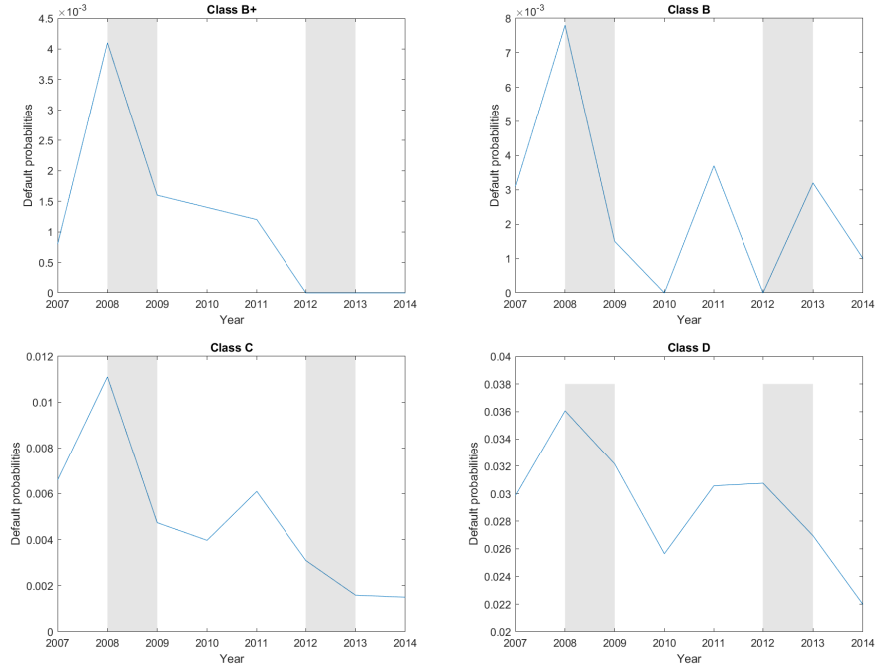 Class B+
×10⁻³
4.5
4
3.5
3
2.5
2
1.5
1
0.5
0
Default probabilities
2007 2008 2009 2010 2011 2012 2013 2014
Year
Class B
×10⁻³
8
7
6
5
4
3
2
1
0
Default probabilities
2007 2008 2009 2010 2011 2012 2013 2014
Year
Class C
0.012
0.01
0.008
0.006
0.004
0.002
0
Default probabilities
2007 2008 2009 2010 2011 2012 2013 2014
Year
Class D
0.04
0.038
0.036
0.034
0.032
0.03
0.028
0.026
0.024
0.022
0.02
Default probabilities
2007 2008 2009 2010 2011 2012 2013 2014
Year